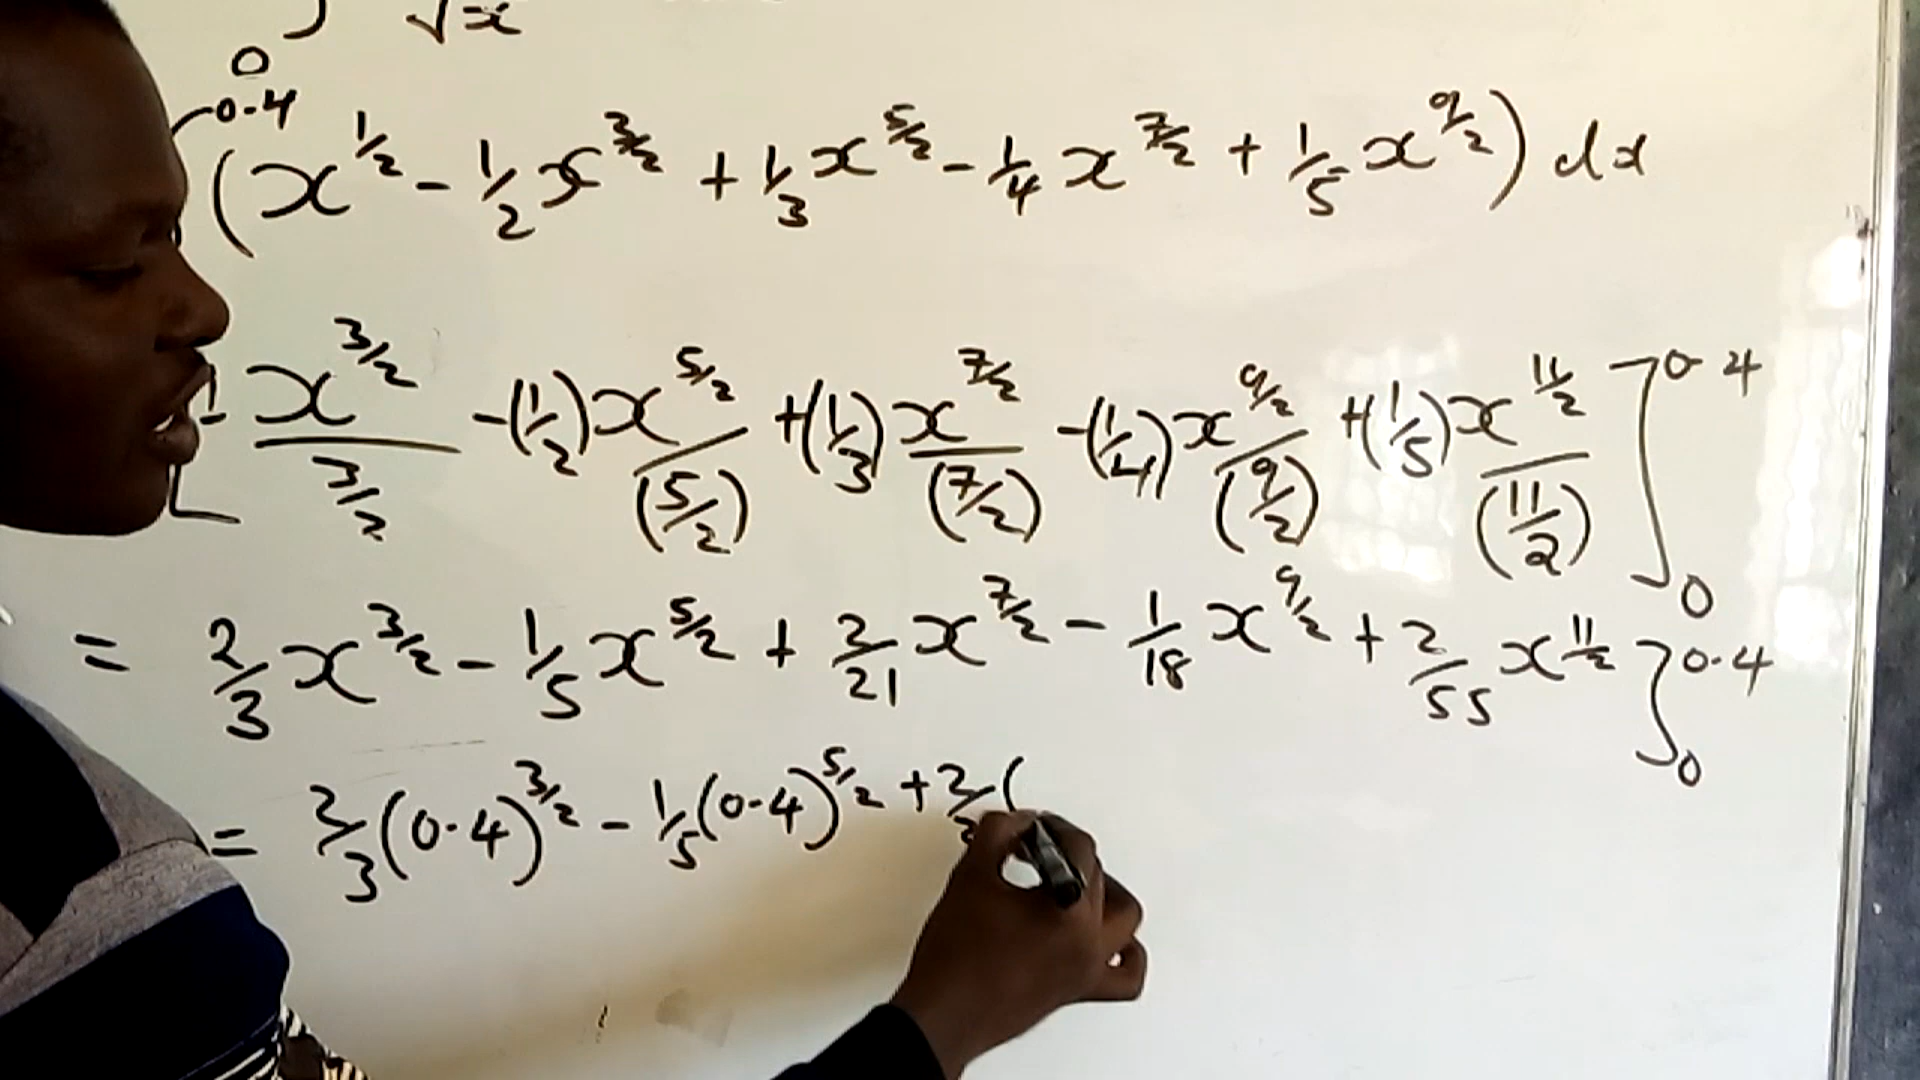 √x
0
0.4
(x^1/2 - 1/2 x^3/2 + 1/3 x^5/2 - 1/4 x^7/2 + 1/5 x^9/2) dx
[x^3/2 / 3/2 - (1/2) x^5/2 / (5/2) + (1/3) x^7/2 / (7/2) - (1/4) x^9/2 / (9/2) + (1/5) x^11/2 / (11/2)]0.4 0
= 2/3 x^3/2 - 1/5 x^5/2 + 2/21 x^7/2 - 1/18 x^9/2 + 2/55 x^11/2 ]0.4 0
= 2/3 (0.4)^3/2 - 1/5 (0.4)^5/2 + 2/2 (